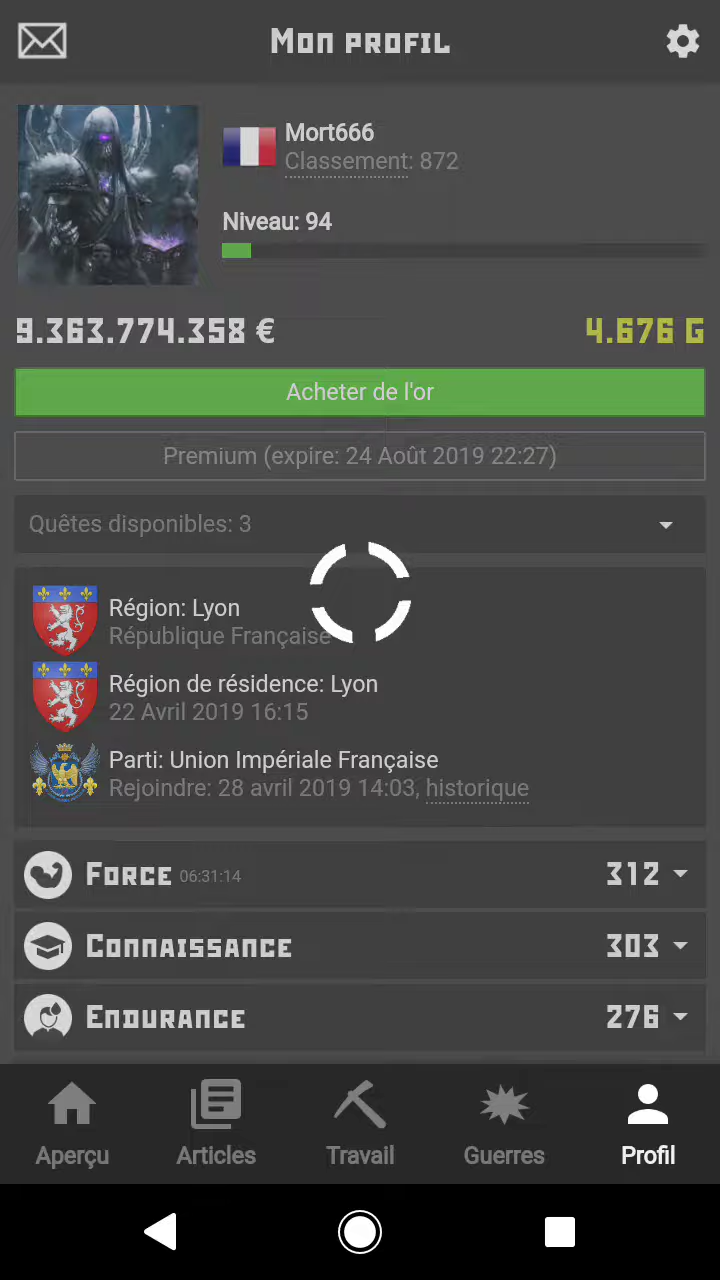 Mon profil
Mort666
Classement: 872
Niveau: 94
9.363.774.358 €
4.676 G
Acheter de l'or
Premium (expire: 24 Août 2019 22:27)
Quêtes disponibles: 3
Région: Lyon
République Française
Région de résidence: Lyon
22 Avril 2019 16:15
Parti: Union Impériale Française
Rejoindre: 28 avril 2019 14:03, historique
Force 06:31:14 312
Connaissance 303
Endurance 276
Aperçu Articles Travail Guerres Profil